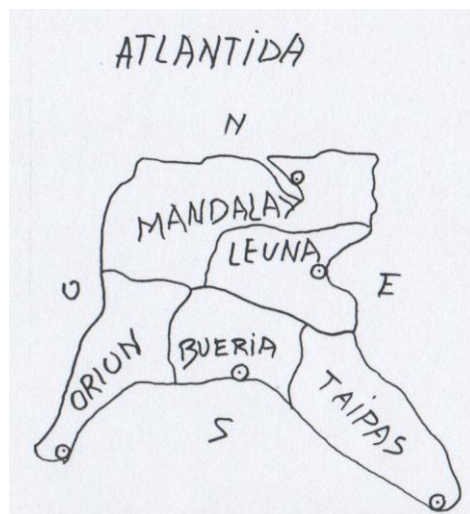 ATLANTIDA
N
MANDALAY
LEUNA
O
E
BUERIA
ORION
TAIPAS
S